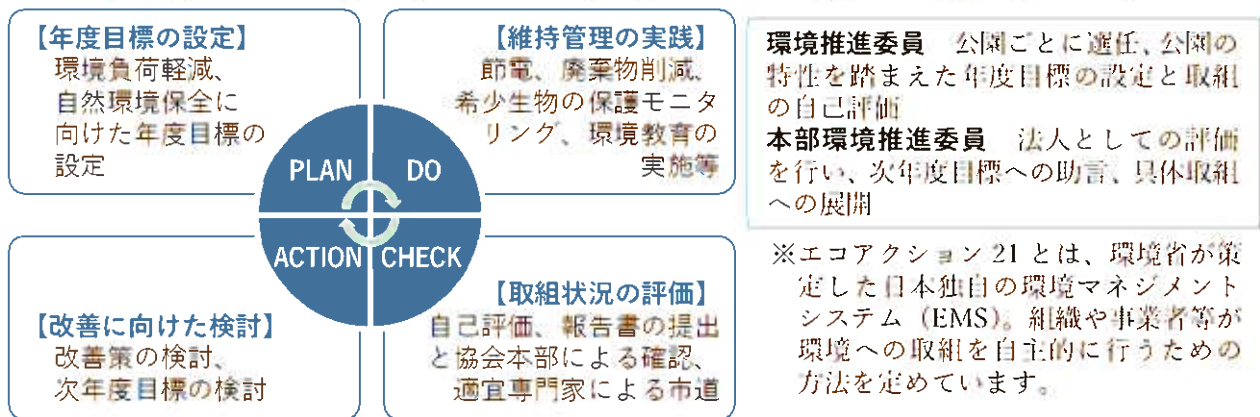 【年度目標の設定】
環境負荷軽減、
自然環境保全に
向けた年度目標の
設定
【維持管理の実践】
節電、廃棄物削減、
希少生物の保護モニタ
リング、環境教育の
実施等
PLAN
DO
ACTION
CHECK
【改善に向けた検討】
改善策の検討、
次年度目標の検討
【取組状況の評価】
自己評価、報告書の提出
と協会本部による確認、
適宜専門家による市道
環境推進委員　公園ごとに選任、公園の
特性を踏まえた年度目標の設定と取組
の自己評価
本部環境推進委員　法人としての評価
を行い、次年度目標への助言、具体取組
への展開
※エコアクション 21 とは、環境省が策
定した日本独自の環境マネジメント
システム（EMS）。組織や事業者等が
環境への取組を自主的に行うための
方法を定めています。